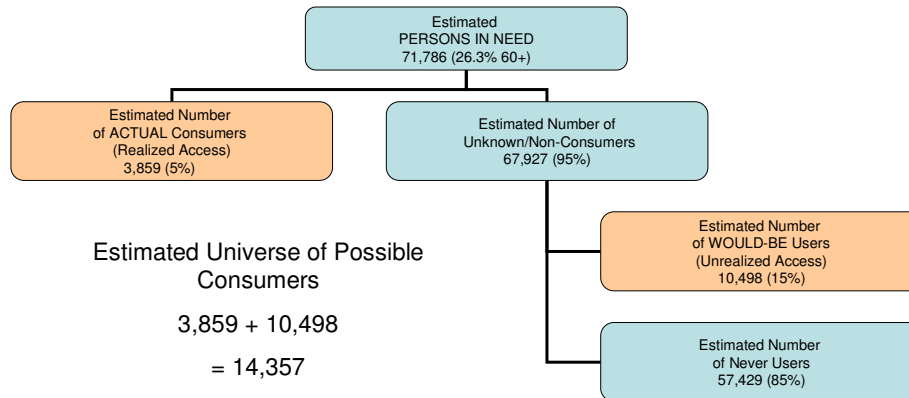 Estimated
PERSONS IN NEED
71,786 (26.3% 60+)
Estimated Number
of ACTUAL Consumers
(Realized Access)
3,859 (5%)
Estimated Number of
Unknown/Non-Consumers
67,927 (95%)
Estimated Number
of WOULD-BE Users
(Unrealized Access)
10,498 (15%)
Estimated Universe of Possible
Consumers
3,859 + 10,498
= 14,357
Estimated Number
of Never Users
57,429 (85%)